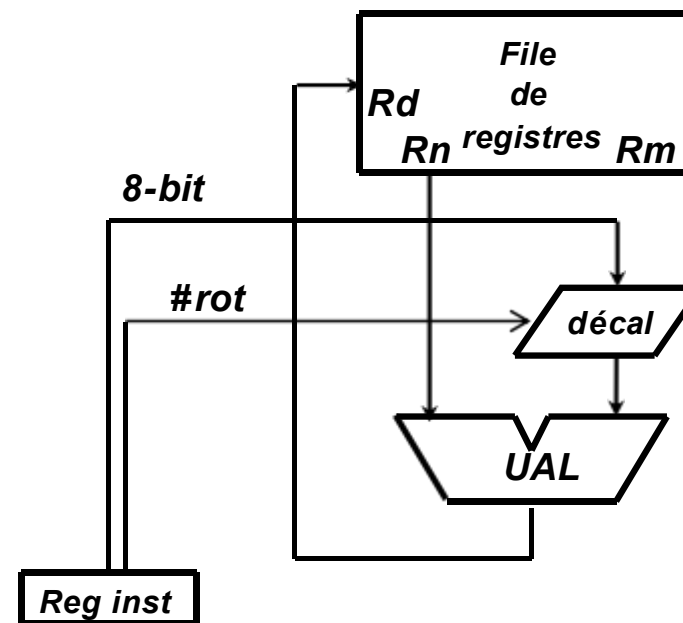 File
de
registres
Rd
Rn
Rm
8-bit
#rot
décal
UAL
Reg inst